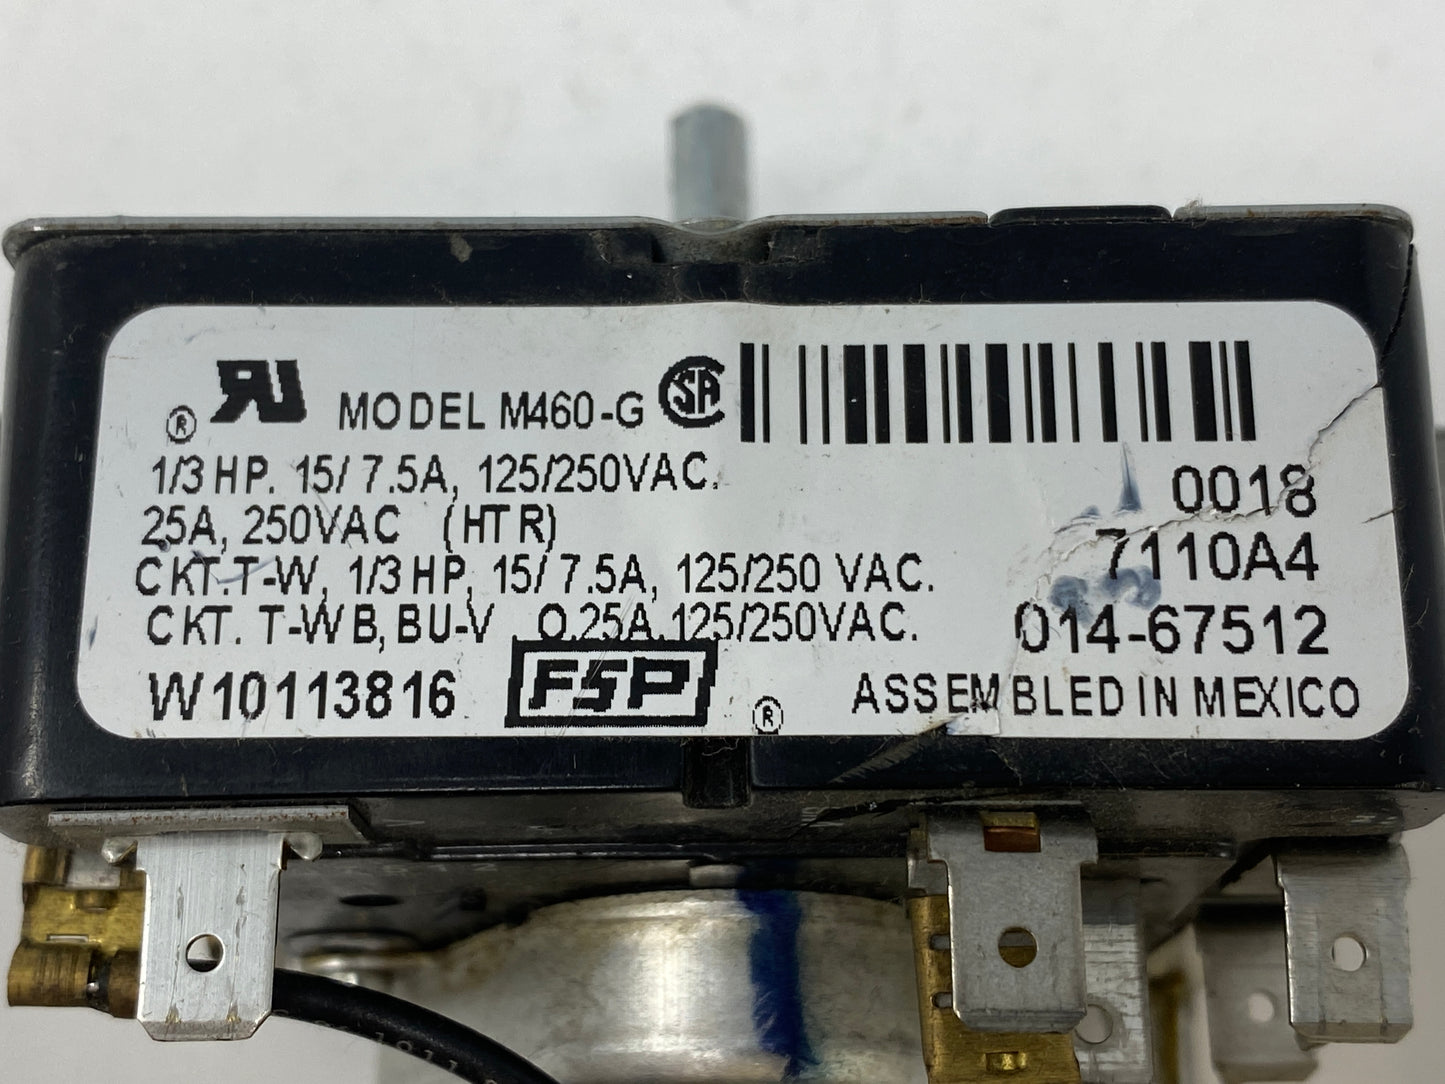 ® RU MODEL M460-G CSA
1/3 HP. 15/ 7.5A, 125/250VAC.
0018
25A, 250VAC (HTR)
7110A4
CKT.T-W, 1/3 HP, 15/ 7.5A, 125/250 VAC.
CKT. T-WB, BU-V 0.25A,125/250VAC.
014-67512
W10113816 FSP ® ASSEMBLED IN MEXICO